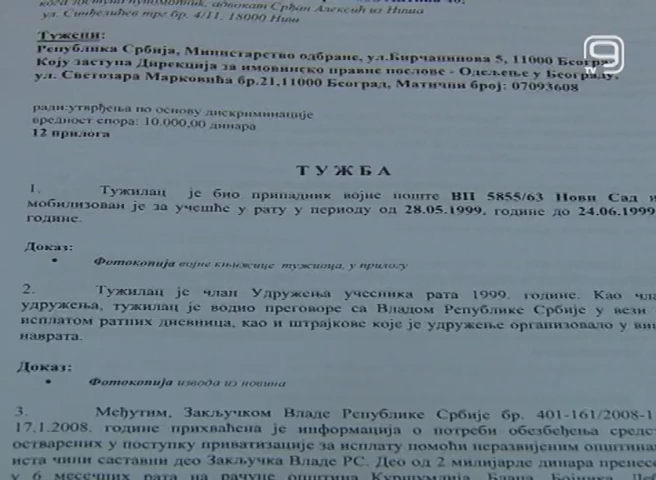 кога заступа пуномоћник, адвокат Срђан Алексић из Ниша
ул. Синђелићев трг бр. 4/11, 18000 Ниш
Тужени:
Република Србија, Министарство одбране, ул.Бирчанинова 5, 11000 Београд
Коју заступа Дирекција за имовинско правне послове - Одељење у Београду,
ул. Светозара Марковића бр.21,11000 Београд, Матични број: 07093608
ради:утврђења по основу дискриминације
вредност спора: 10.000,00 динара
12 прилога
ТУЖБА
1. Тужилац је био припадник војне поште ВП 5855/63 Нови Сад и
мобилизован је за учешће у рату у периоду од 28.05.1999, године до 24.06.1999
године.
Доказ:
• Фотокопија војне књижице тужиоца, у прилогу
2. Тужилац је члан Удружења учесника рата 1999. године. Као
удружења, тужилац је водио преговоре са Владом Републике Србије у вези
исплатом ратних дневница, као и штрајкове које је удружење организовало у
наврата.
Доказ:
• Фотокопија извода из новина
3. Међутим, Закључком Владе Републике Србије бр. 401-161/2008-1
17.1.2008. године прихваћена је информација о потреби обезбеђења
остварених у поступку приватизације за исплату помоћи неразвијеним
иста чини саставни део Закључка Владе РС. Део од 2 милијарде динара
у 6 месечних рата на рачуне општина Куршумлија, Блаце, Бојника
9
TV